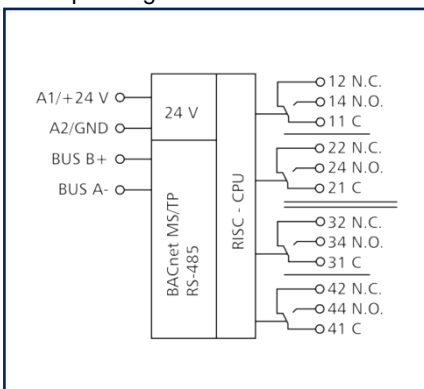 A1/+24 V
A2/GND
BUS B+
BUS A-
24 V
BACnet MS/TP
RS-485
RISC - CPU
12 N.C.
14 N.O.
11 C
22 N.C.
24 N.O.
21 C
32 N.C.
34 N.O.
31 C
42 N.C.
44 N.O.
41 C